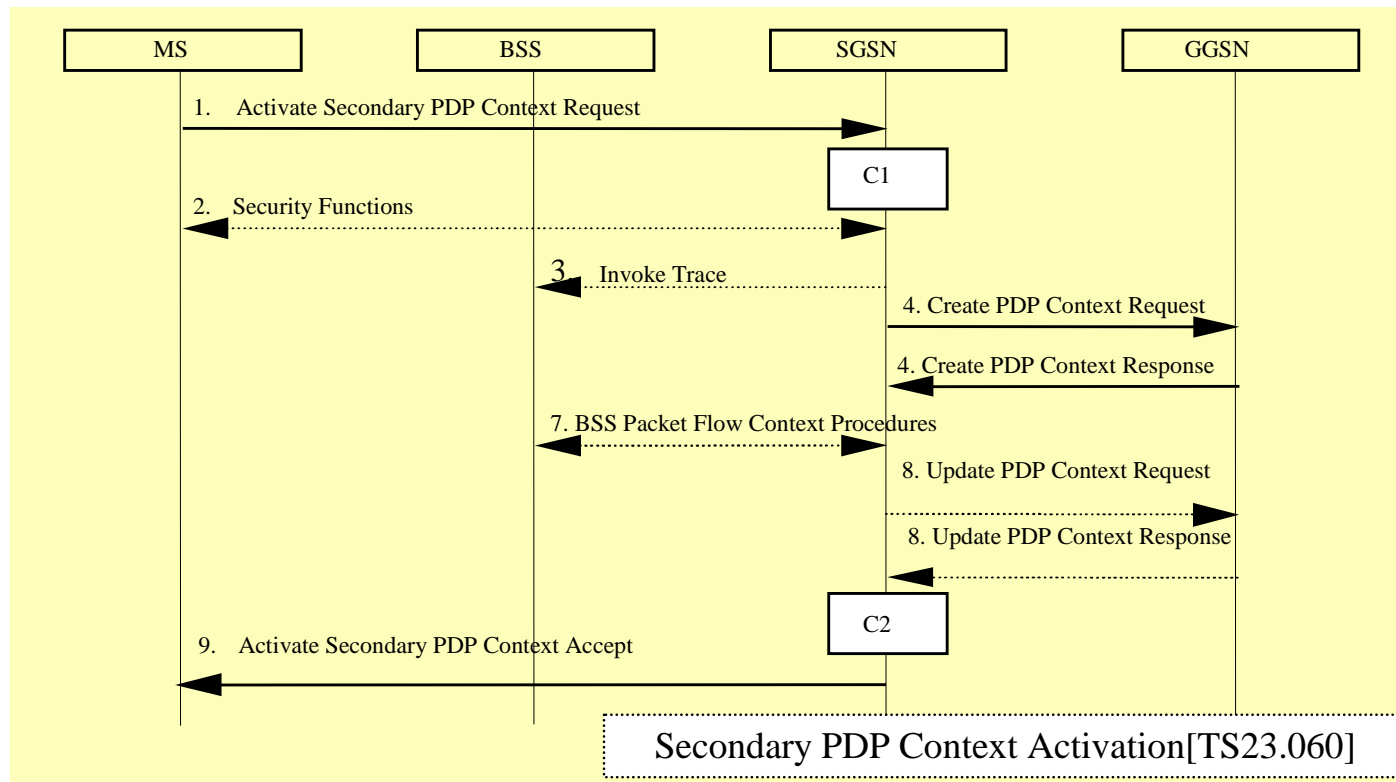 MS
BSS
SGSN
GGSN
1. Activate Secondary PDP Context Request
C1
2. Security Functions
3. Invoke Trace
4. Create PDP Context Request
4. Create PDP Context Response
7. BSS Packet Flow Context Procedures
8. Update PDP Context Request
8. Update PDP Context Response
C2
9. Activate Secondary PDP Context Accept
Secondary PDP Context Activation[TS23.060]